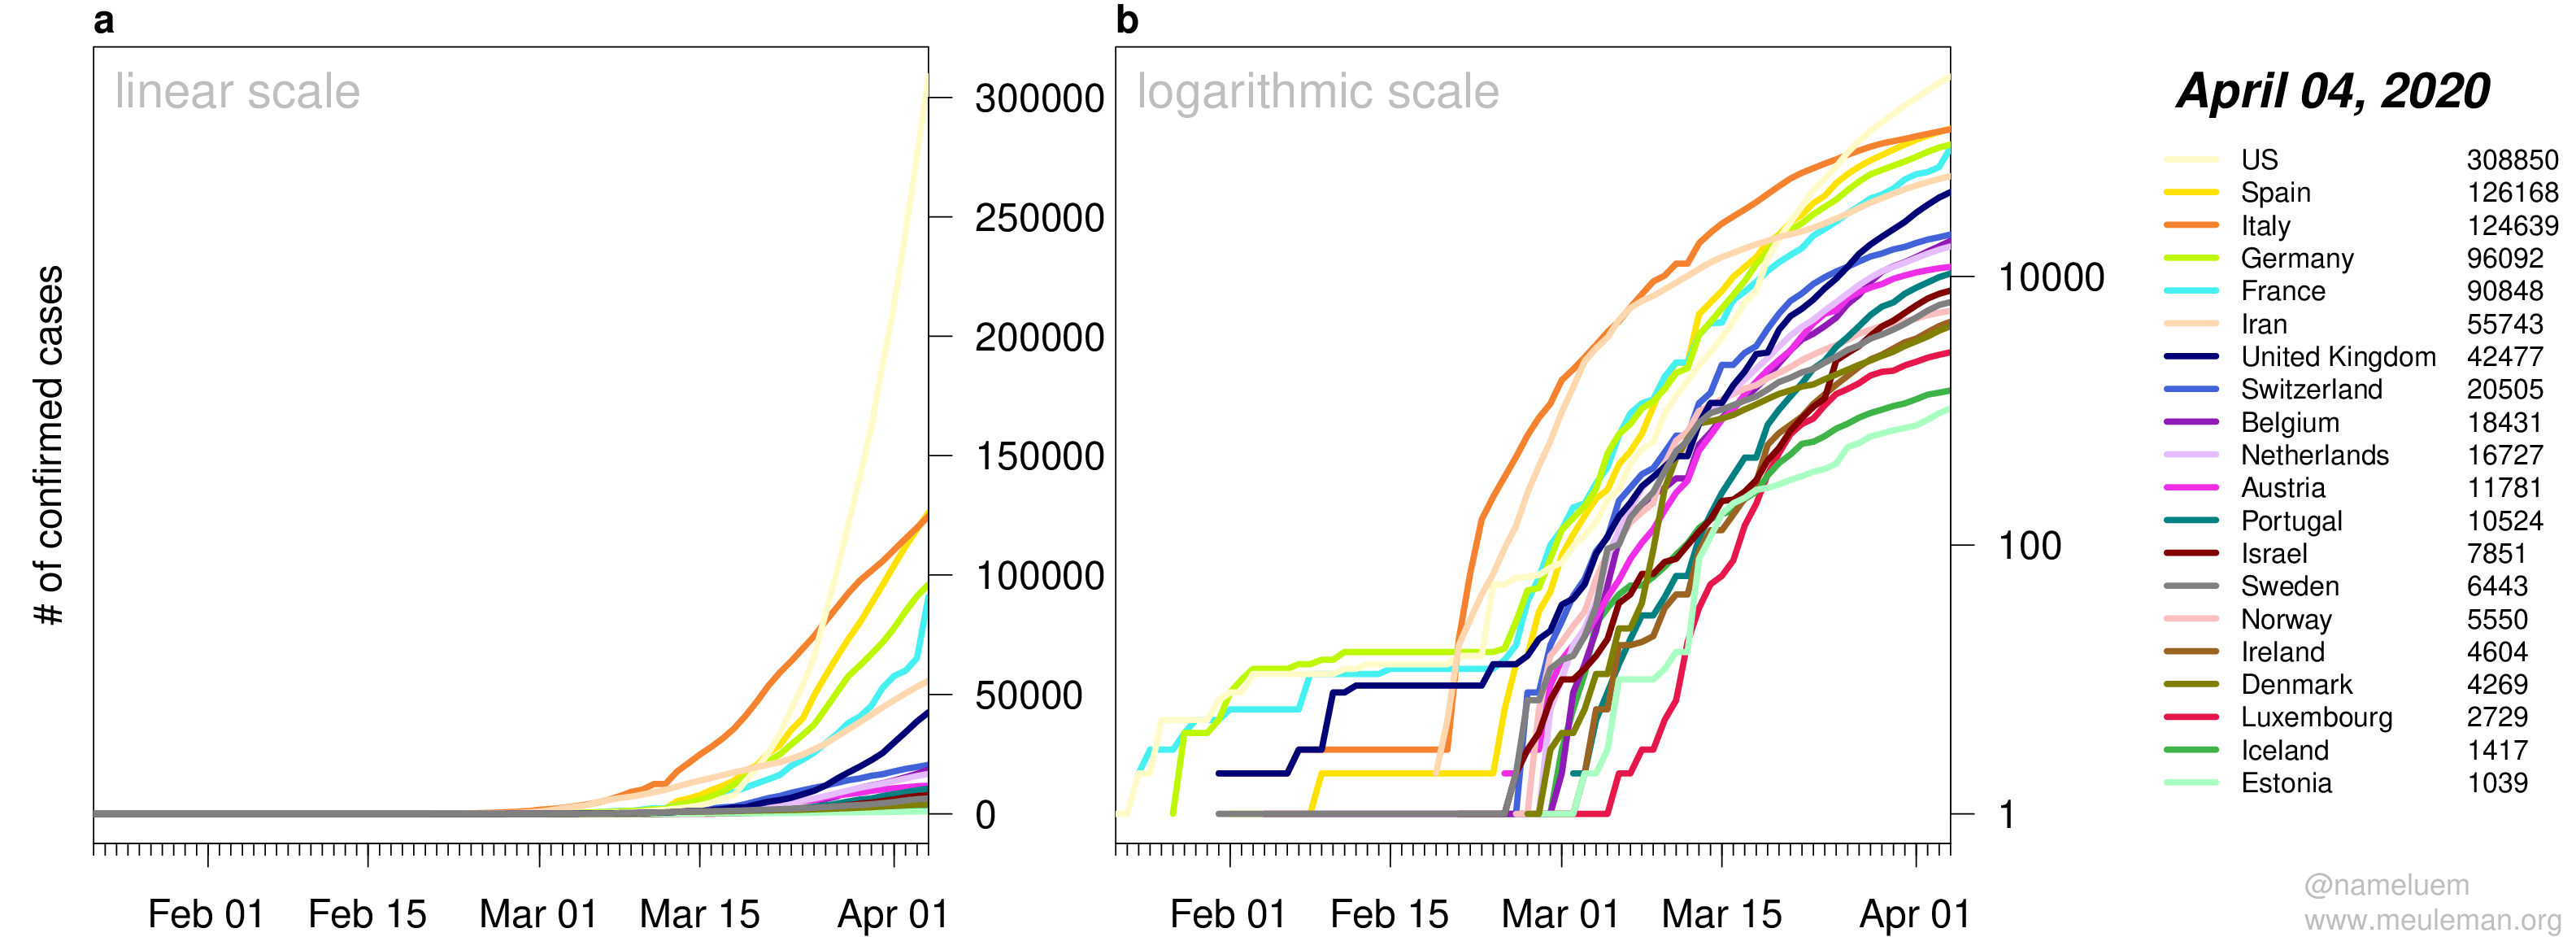 a
linear scale
# of confirmed cases
300000
250000
200000
150000
100000
50000
0
Feb 01 Feb 15 Mar 01 Mar 15 Apr 01
b
logarithmic scale
10000
100
1
Feb 01 Feb 15 Mar 01 Mar 15 Apr 01
April 04, 2020
US 308850
Spain 126168
Italy 124639
Germany 96092
France 90848
Iran 55743
United Kingdom 42477
Switzerland 20505
Belgium 18431
Netherlands 16727
Austria 11781
Portugal 10524
Israel 7851
Sweden 6443
Norway 5550
Ireland 4604
Denmark 4269
Luxembourg 2729
Iceland 1417
Estonia 1039
@nameluem
www.meuleman.org